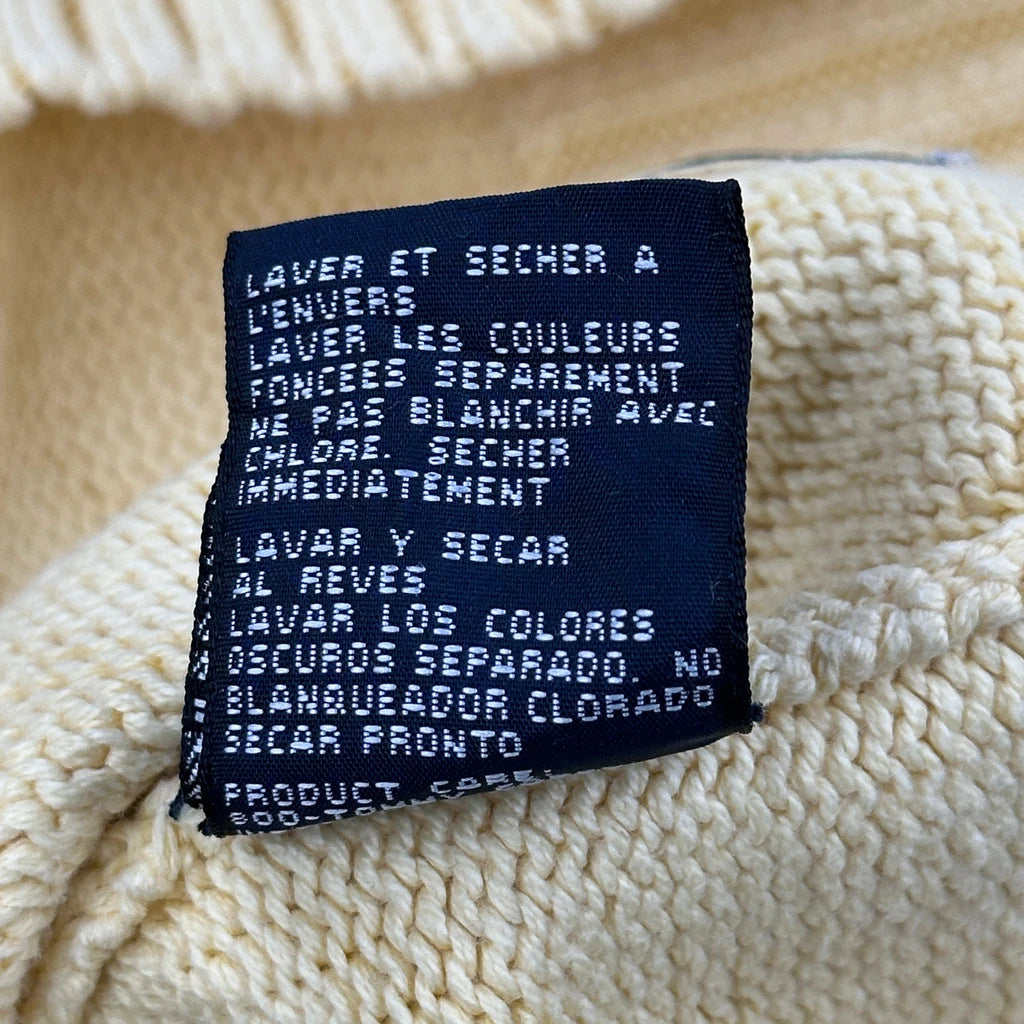 LAVER ET SECHER A
L'ENVERS
LAVER LES COULEURS
FONCEES SEPAREMENT
NE PAS BLANCHIR AVEC
CHLORE. SECHER
IMMEDIATEMENT
LAVAR Y SECAR
AL REVES
LAVAR LOS COLORES
OSCUROS SEPARADO. NO
BLANQUEADOR CLORADO
SECAR PRONTO
PRODUCT CARE: